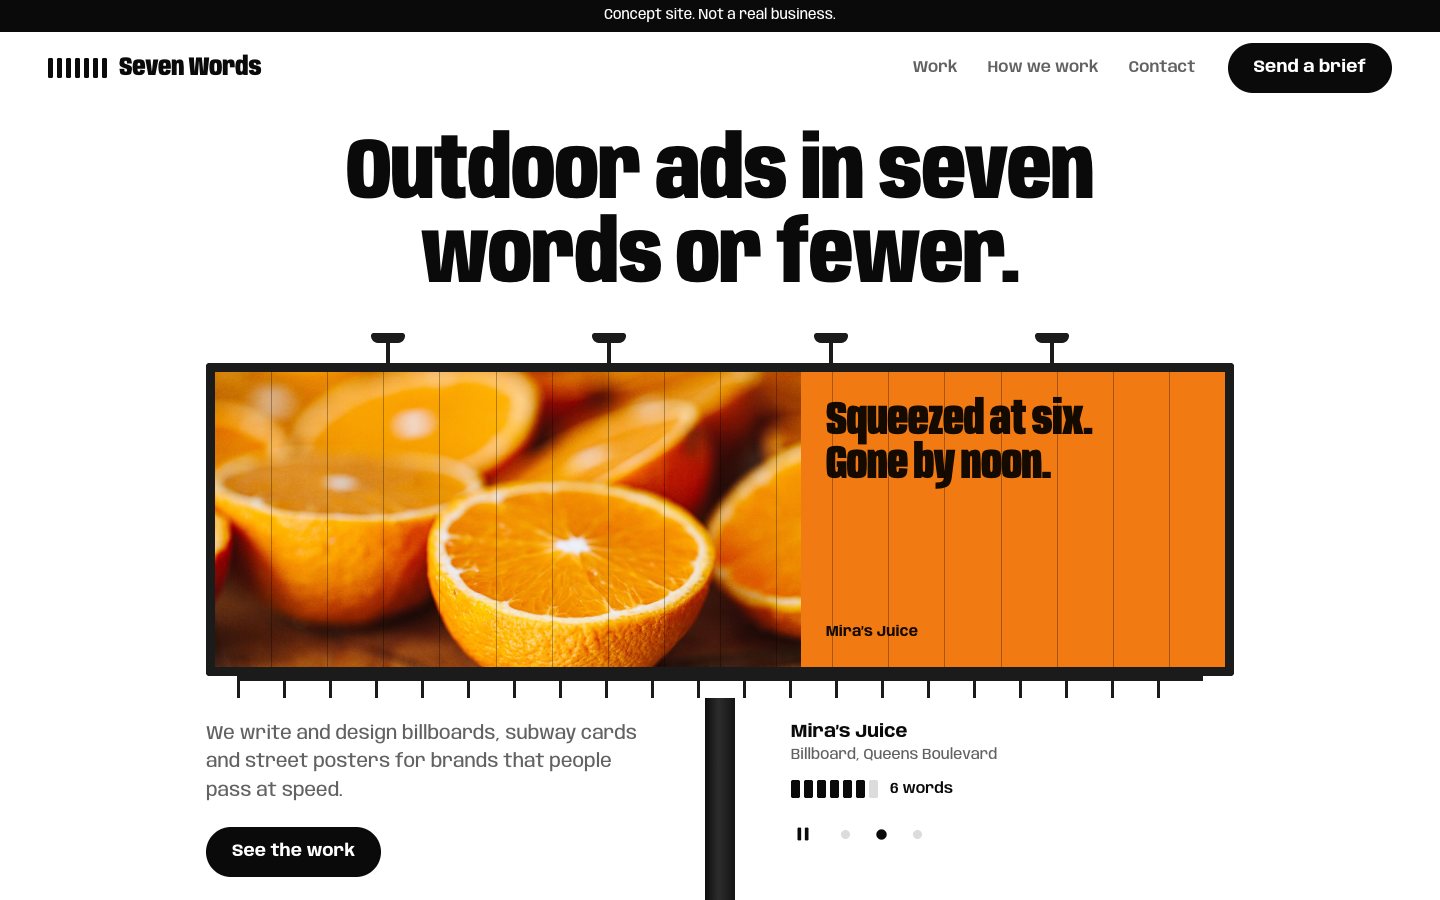 Concept site. Not a real business.
Seven Words
Work
How we work
Contact
Send a brief
Outdoor ads in seven
words or fewer.
Squeezed at six.
Gone by noon.
Mira's Juice
We write and design billboards, subway cards
and street posters for brands that people
pass at speed.
See the work
Mira's Juice
Billboard, Queens Boulevard
6 words